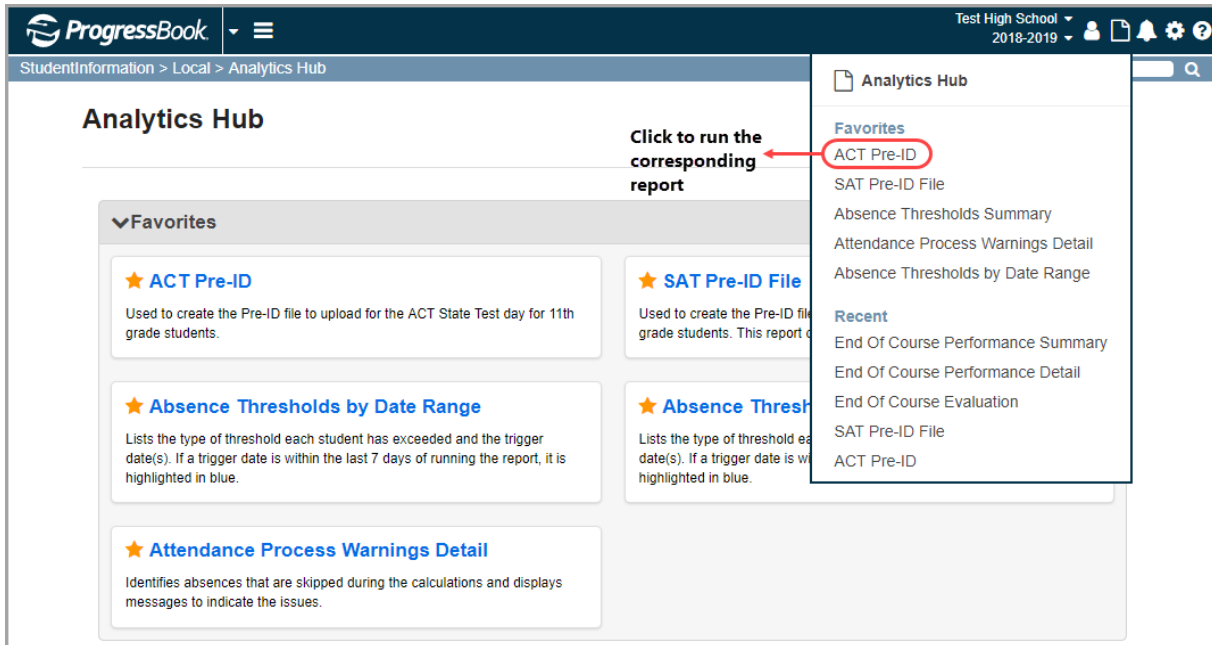 ProgressBook
Test High School
2018-2019
StudentInformation > Local > Analytics Hub
Analytics Hub
Click to run the
corresponding
report
Favorites
ACT Pre-ID
Used to create the Pre-ID file to upload for the ACT State Test day for 11th
grade students.
SAT Pre-ID File
Used to create the Pre-ID file
grade students. This report
Absence Thresholds by Date Range
Lists the type of threshold each student has exceeded and the trigger
date(s). If a trigger date is within the last 7 days of running the report, it is
highlighted in blue.
Absence Thresh
Lists the type of threshold ea
date(s). If a trigger date is wi
highlighted in blue.
Attendance Process Warnings Detail
Identifies absences that are skipped during the calculations and displays
messages to indicate the issues.
Analytics Hub
Favorites
ACT Pre-ID
SAT Pre-ID File
Absence Thresholds Summary
Attendance Process Warnings Detail
Absence Thresholds by Date Range
Recent
End Of Course Performance Summary
End Of Course Performance Detail
End Of Course Evaluation
SAT Pre-ID File
ACT Pre-ID